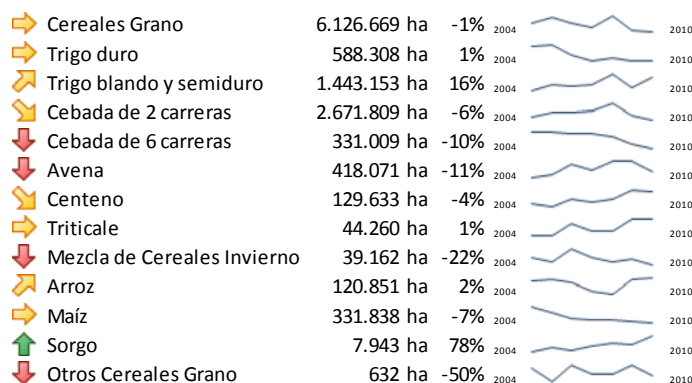 Cereales Grano 6.126.669 ha -1% 2004 2010
Trigo duro 588.308 ha 1% 2004 2010
Trigo blando y semiduro 1.443.153 ha 16% 2004 2010
Cebada de 2 carreras 2.671.809 ha -6% 2004 2010
Cebada de 6 carreras 331.009 ha -10% 2004 2010
Avena 418.071 ha -11% 2004 2010
Centeno 129.633 ha -4% 2004 2010
Triticale 44.260 ha 1% 2004 2010
Mezcla de Cereales Invierno 39.162 ha -22% 2004 2010
Arroz 120.851 ha 2% 2004 2010
Maíz 331.838 ha -7% 2004 2010
Sorgo 7.943 ha 78% 2004 2010
Otros Cereales Grano 632 ha -50% 2004 2010